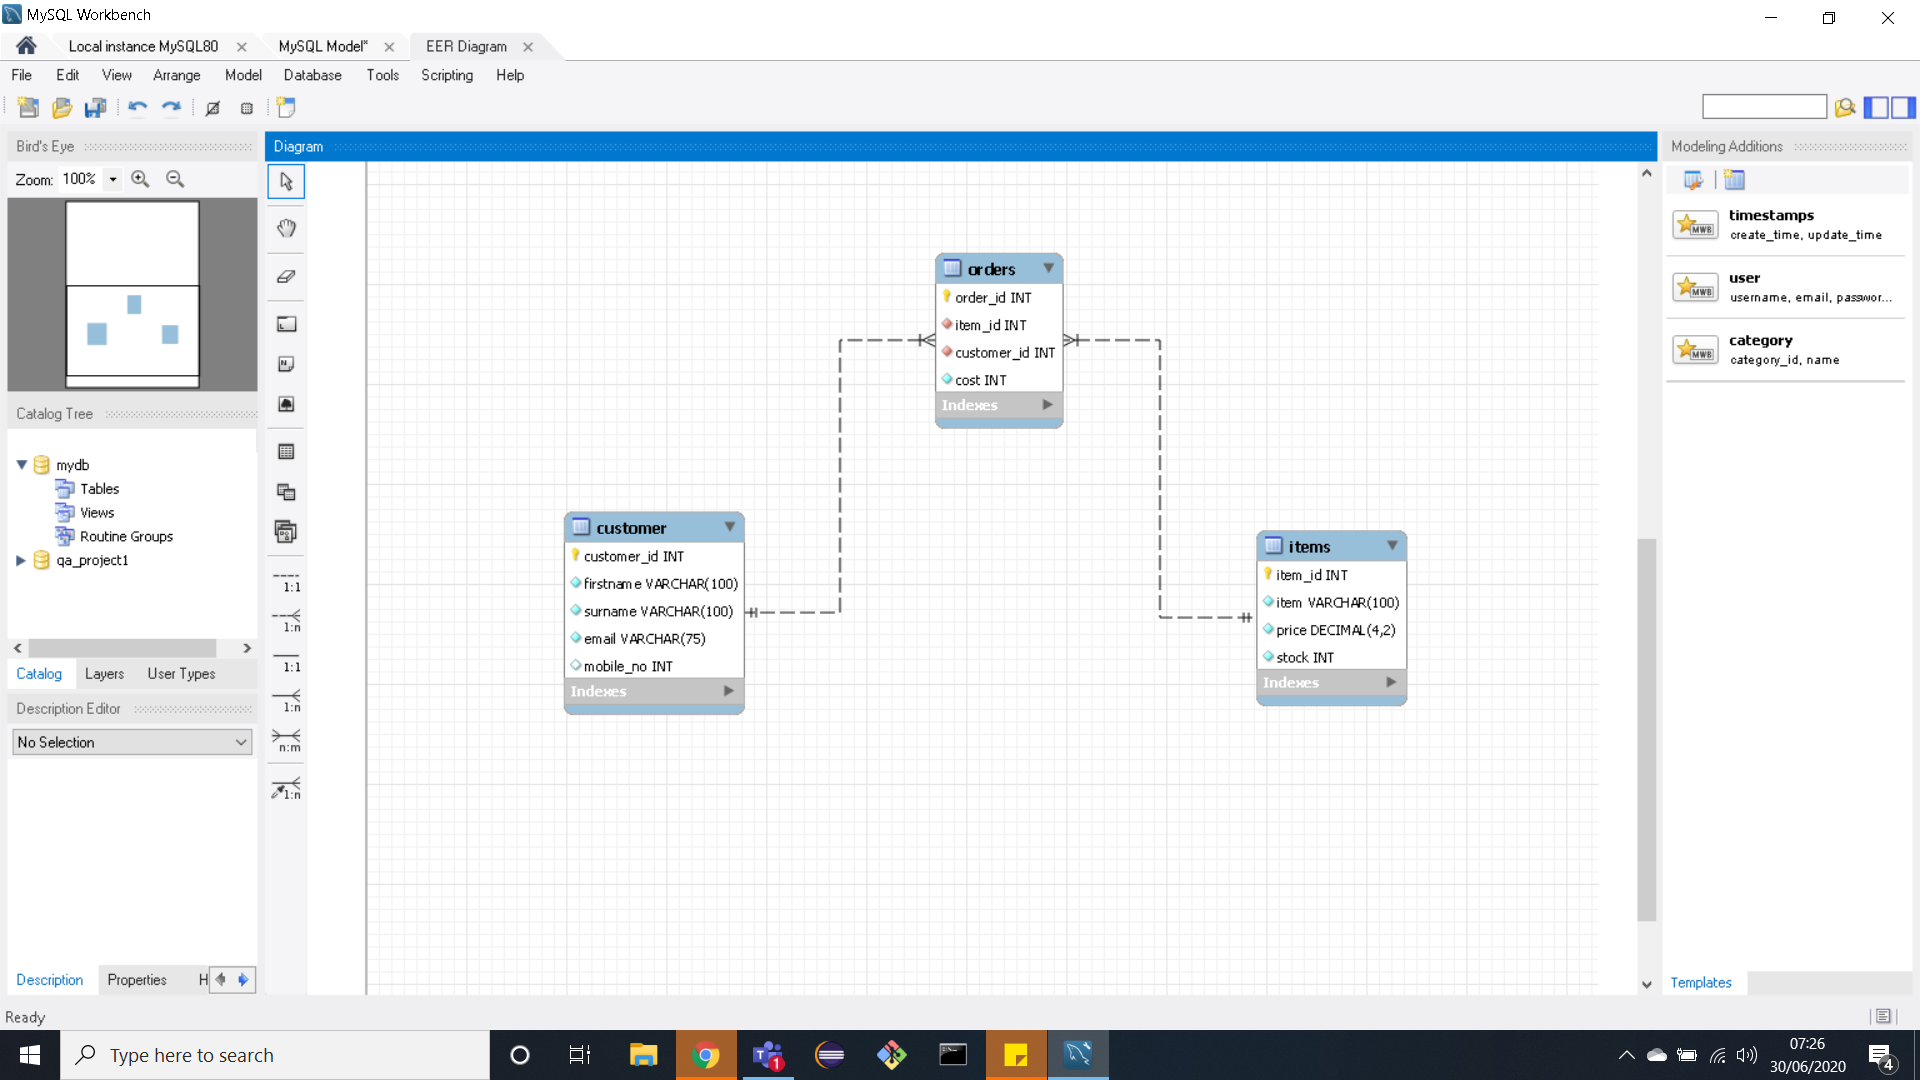 MySQL Workbench
Local instance MySQL80
MySQL Model*
EER Diagram
File Edit View Arrange Model Database Tools Scripting Help
Bird's Eye
Zoom: 100%
Catalog Tree
mydb
Tables
Views
Routine Groups
qa_project1
Catalog Layers User Types
Description Editor
No Selection
Description Properties H
Ready
Diagram
1:1
1:n
1:1
1:n
n:m
1:n
orders
order_id INT
item_id INT
customer_id INT
cost INT
Indexes
customer
customer_id INT
firstname VARCHAR(100)
surname VARCHAR(100)
email VARCHAR(75)
mobile_no INT
Indexes
items
item_id INT
item VARCHAR(100)
price DECIMAL(4,2)
stock INT
Indexes
Modeling Additions
MWB
timestamps
create_time, update_time
MWB
user
username, email, passwor...
MWB
category
category_id, name
Templates
Type here to search
1
07:26
30/06/2020
4